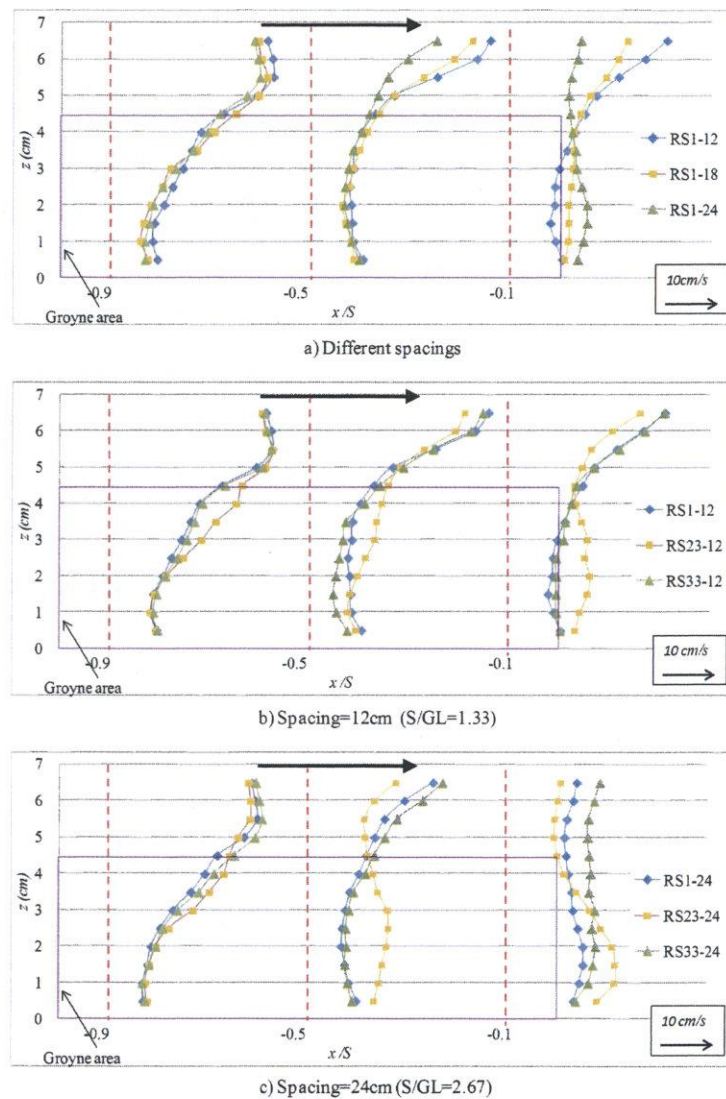 7
6
5
4
3
2
1
0
z (cm)
RS1-12
RS1-18
RS1-24
-0.9
-0.5
-0.1
10cm/s
Groyne area
x/S
a) Different spacings
7
6
5
4
3
2
1
0
z (cm)
RS1-12
RS23-12
RS33-12
-0.9
-0.5
-0.1
10 cm/s
Groyne area
x/S
b) Spacing=12cm (S/GL=1.33)
7
6
5
4
3
2
1
0
z (cm)
RS1-24
RS23-24
RS33-24
-0.9
-0.5
-0.1
10 cm/s
Groyne area
x/S
c) Spacing=24cm (S/GL=2.67)